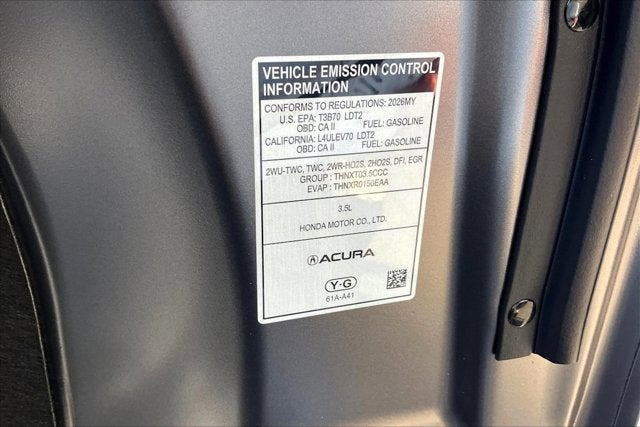 VEHICLE EMISSION CONTROL
INFORMATION
CONFORMS TO REGULATIONS: 2026MY
U.S. EPA: T3B70 LDT2
OBD: CA II FUEL: GASOLINE
CALIFORNIA: L4ULEV70 LDT2
OBD: CA II FUEL: GASOLINE
2WU-TWC, TWC, 2WR-HO2S, 2HO2S, DFI, EGR
GROUP : THNXT03.5CCC
EVAP : THNXR0150EAA
3.5L
HONDA MOTOR CO., LTD.
ACURA
Y-G
61A-A41